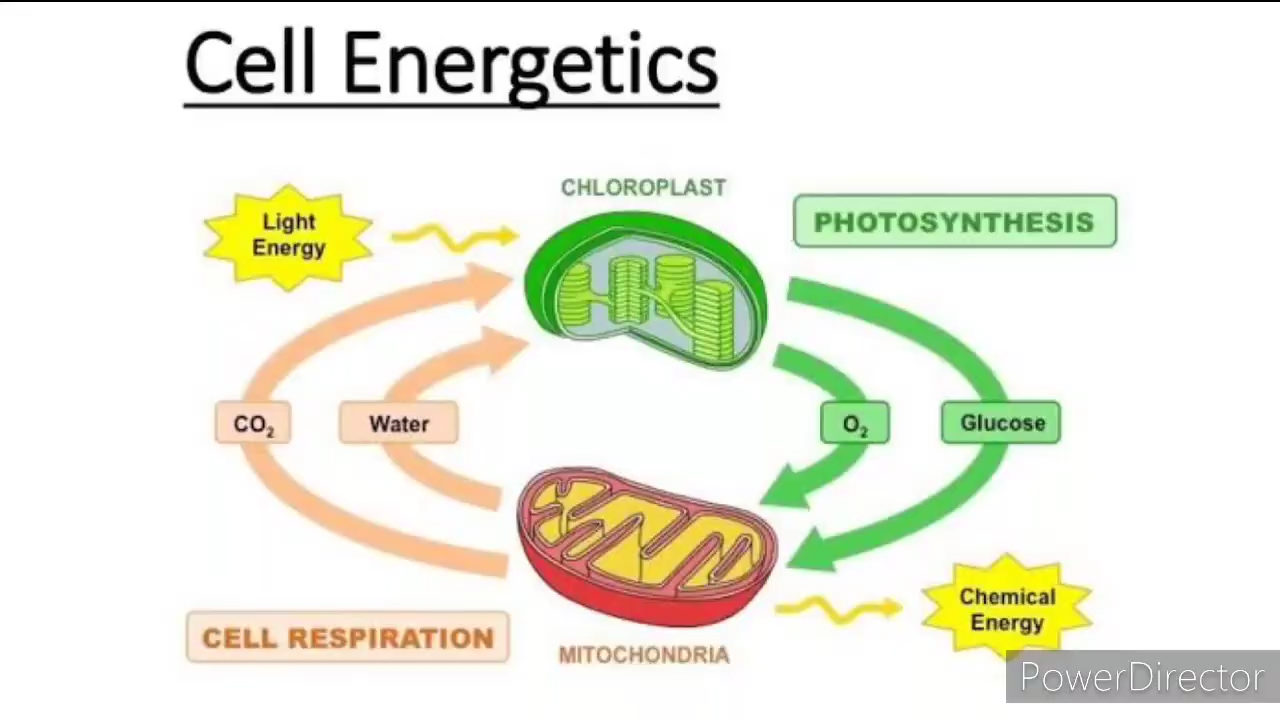 Cell Energetics
CHLOROPLAST
Light
Energy
PHOTOSYNTHESIS
CO₂
Water
O₂
Glucose
Chemical
Energy
CELL RESPIRATION
MITOCHONDRIA
PowerDirector